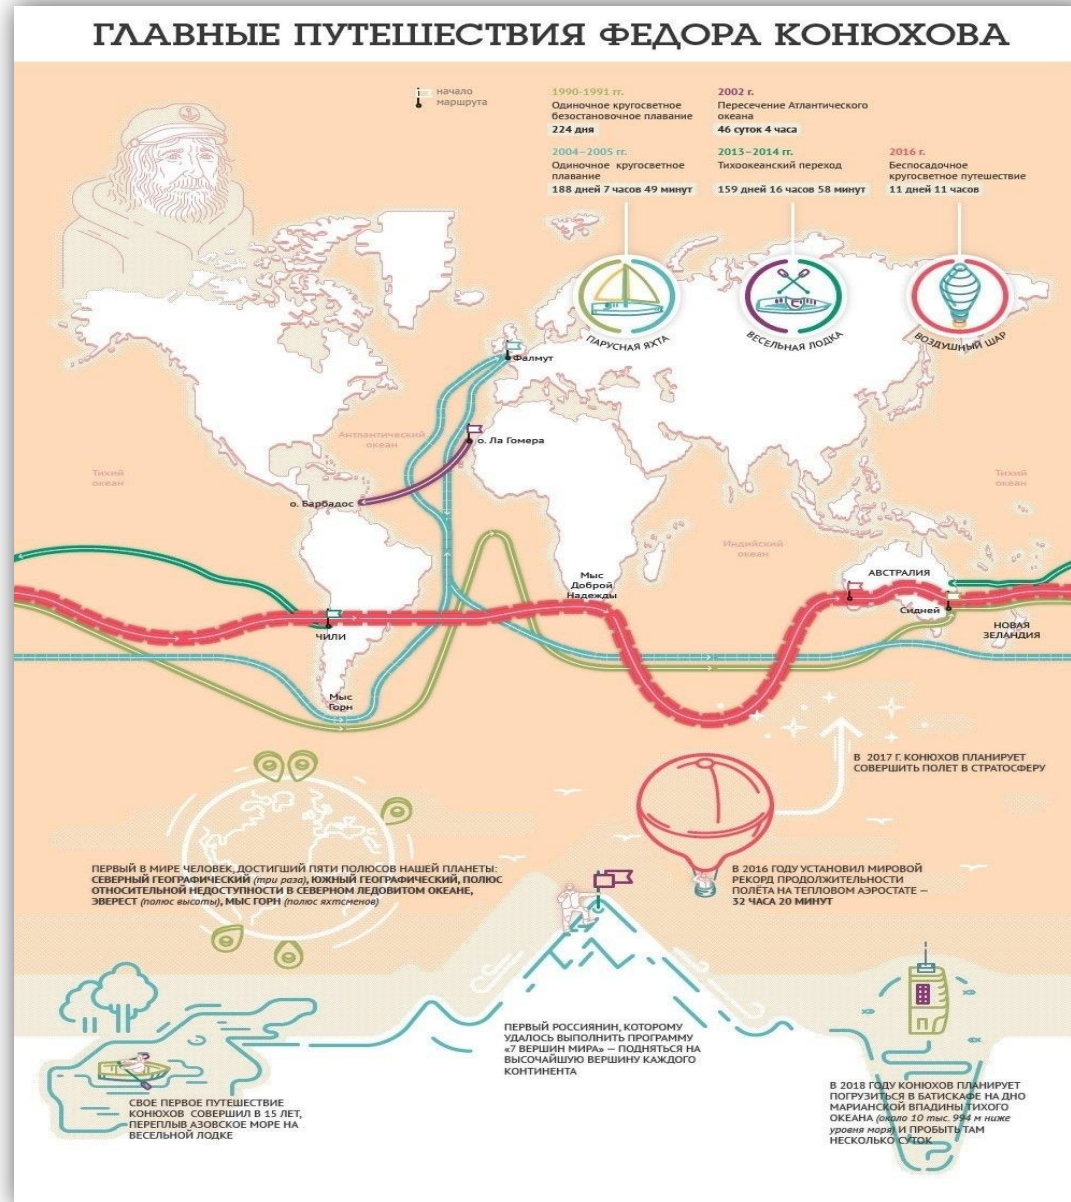 ГЛАВНЫЕ ПУТЕШЕСТВИЯ ФЕДОРА КОНЮХОВА
начало
маршрута
1990-1991 гг.
Одиночное кругосветное
безостановочное плавание
224 дня
2002 г.
Пересечение Атлантического
океана
46 суток 4 часа
2004–2005 гг.
Одиночное кругосветное
плавание
188 дней 7 часов 49 минут
2013–2014 гг.
Тихоокеанский переход
159 дней 16 часов 58 минут
2016 г.
Беспосадочное
кругосветное путешествие
11 дней 11 часов
ПАРУСНАЯ ЯХТА
ВЕСЕЛЬНАЯ ЛОДКА
ВОЗДУШНЫЙ ШАР
Фалмут
Антлантический
океан
о. Ла Гомера
Тихий
океан
Тихий
океан
о. Барбадос
Индийский
океан
Мыс
Доброй
Надежды
АВСТРАЛИЯ
Сидней
НОВАЯ
ЗЕЛАНДИЯ
ЧИЛИ
Мыс
Горн
В 2017 Г. КОНЮХОВ ПЛАНИРУЕТ
СОВЕРШИТЬ ПОЛЕТ В СТРАТОСФЕРУ
ПЕРВЫЙ В МИРЕ ЧЕЛОВЕК, ДОСТИГШИЙ ПЯТИ ПОЛЮСОВ НАШЕЙ ПЛАНЕТЫ:
СЕВЕРНЫЙ ГЕОГРАФИЧЕСКИЙ (три раза), ЮЖНЫЙ ГЕОГРАФИЧЕСКИЙ, ПОЛЮС
ОТНОСИТЕЛЬНОЙ НЕДОСТУПНОСТИ В СЕВЕРНОМ ЛЕДОВИТОМ ОКЕАНЕ,
ЭВЕРЕСТ (полюс высоты), МЫС ГОРН (полюс яхтсменов)
В 2016 ГОДУ УСТАНОВИЛ МИРОВОЙ
РЕКОРД ПРОДОЛЖИТЕЛЬНОСТИ
ПОЛЁТА НА ТЕПЛОВОМ АЭРОСТАТЕ —
32 ЧАСА 20 МИНУТ
ПЕРВЫЙ РОССИЯНИН, КОТОРОМУ
УДАЛОСЬ ВЫПОЛНИТЬ ПРОГРАММУ
«7 ВЕРШИН МИРА» — ПОДНЯТЬСЯ НА
ВЫСОЧАЙШУЮ ВЕРШИНУ КАЖДОГО
КОНТИНЕНТА
СВОЕ ПЕРВОЕ ПУТЕШЕСТВИЕ
КОНЮХОВ СОВЕРШИЛ В 15 ЛЕТ,
ПЕРЕПЛЫВ АЗОВСКОЕ МОРЕ НА
ВЕСЕЛЬНОЙ ЛОДКЕ
В 2018 ГОДУ КОНЮХОВ ПЛАНИРУЕТ
ПОГРУЗИТЬСЯ В БАТИСКАФЕ НА ДНО
МАРИАНСКОЙ ВПАДИНЫ ТИХОГО
ОКЕАНА (около 10 тыс. 994 м ниже
уровня моря) И ПРОБЫТЬ ТАМ
НЕСКОЛЬКО СУТОК